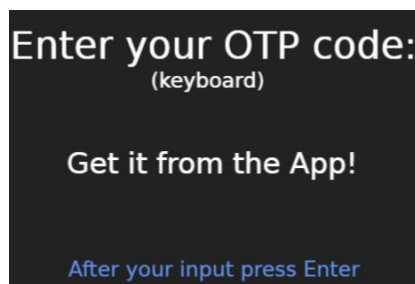 Enter your OTP code:
(keyboard)
Get it from the App!
After your input press Enter